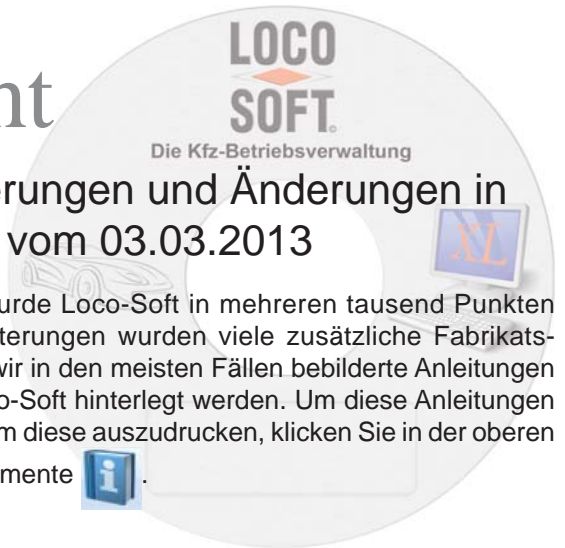 LOCO
SOFT.
Die Kfz-Betriebsverwaltung
nt
erungen und Änderungen in
vom 03.03.2013
XL
urde Loco-Soft in mehreren tausend Punkten
terungen wurden viele zusätzliche Fabrikats-
wir in den meisten Fällen bebilderte Anleitungen
o-Soft hinterlegt werden. Um diese Anleitungen
m diese auszudrucken, klicken Sie in der oberen
mente i.